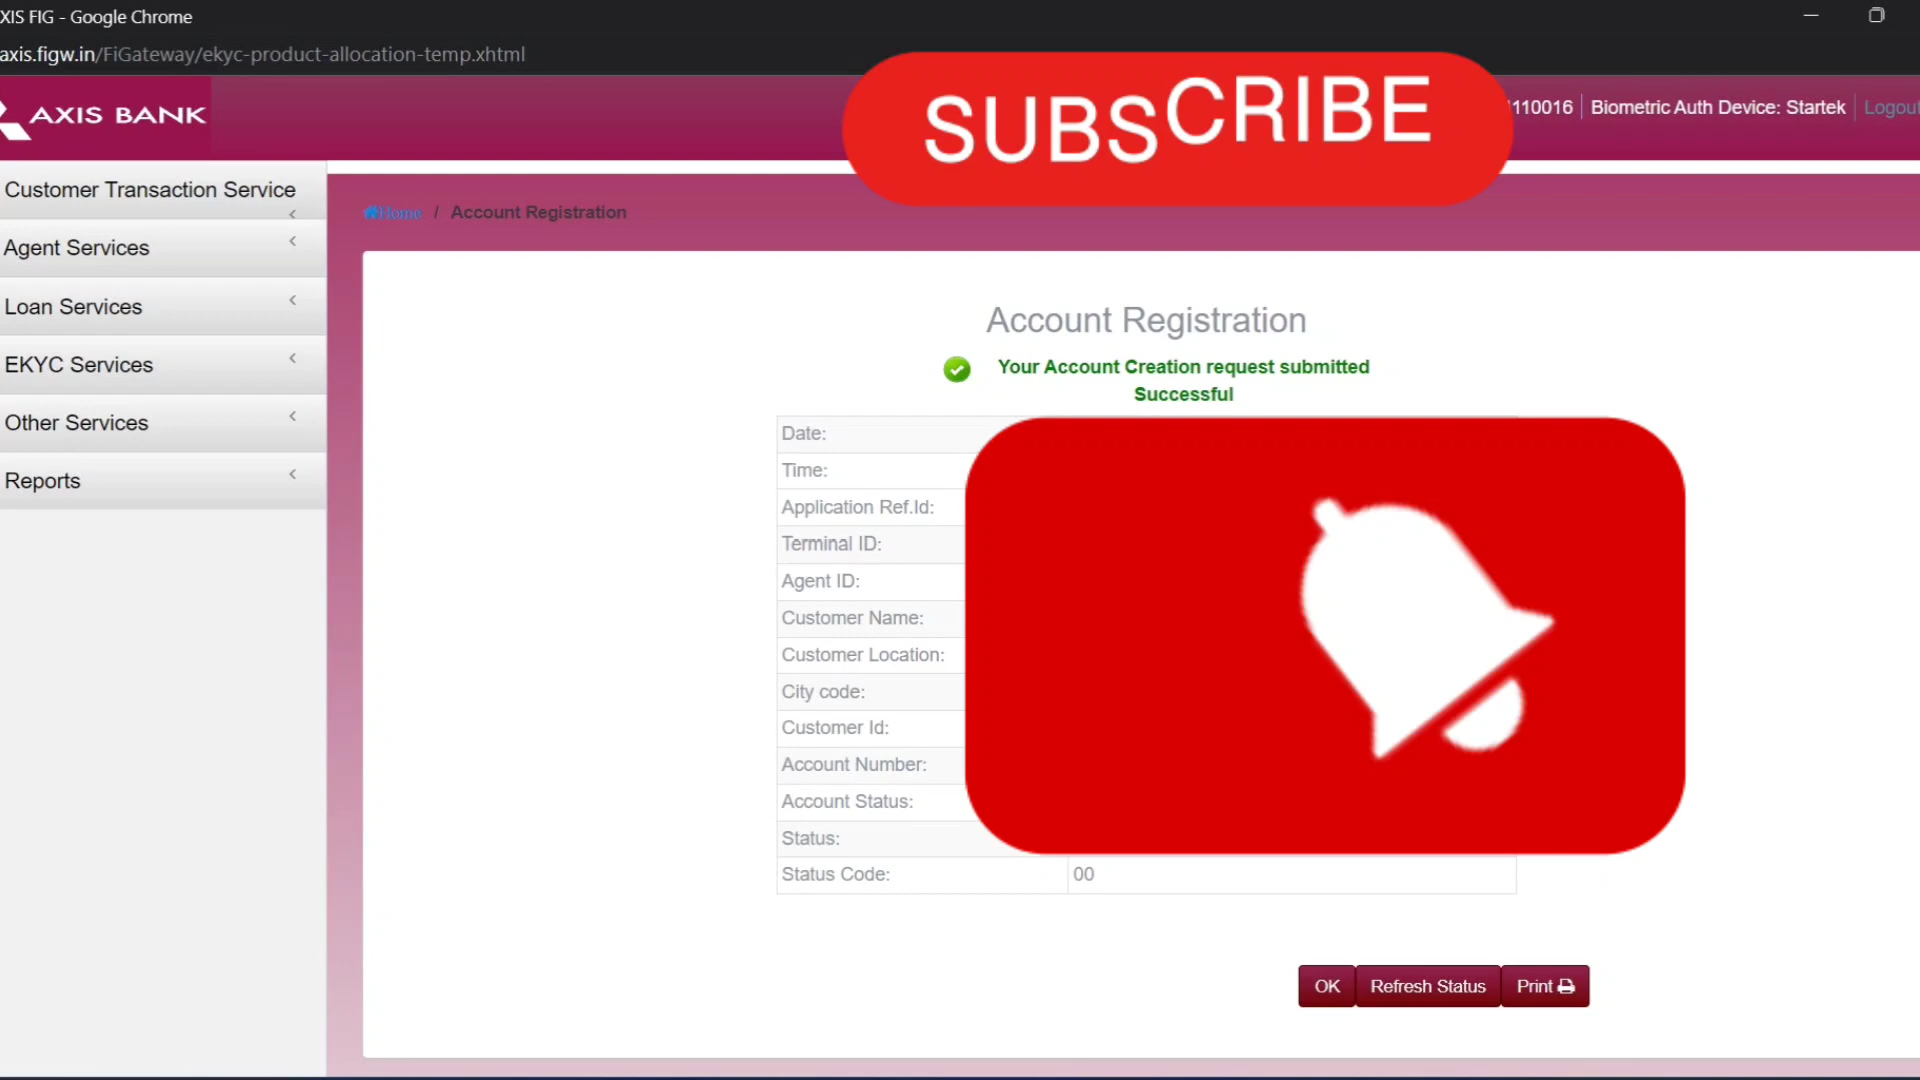 XIS FIG - Google Chrome
axis.figw.in/FiGateway/ekyc-product-allocation-temp.xhtml
AXIS BANK
SUBSCRIBE
110016
Biometric Auth Device: Startek
Logout
Customer Transaction Service
Agent Services
Loan Services
EKYC Services
Other Services
Reports
Home / Account Registration
Account Registration
Your Account Creation request submitted
Successful
Date:
Time:
Application Ref.Id:
Terminal ID:
Agent ID:
Customer Name:
Customer Location:
City code:
Customer Id:
Account Number:
Account Status:
Status:
Status Code: 00
OK
Refresh Status
Print